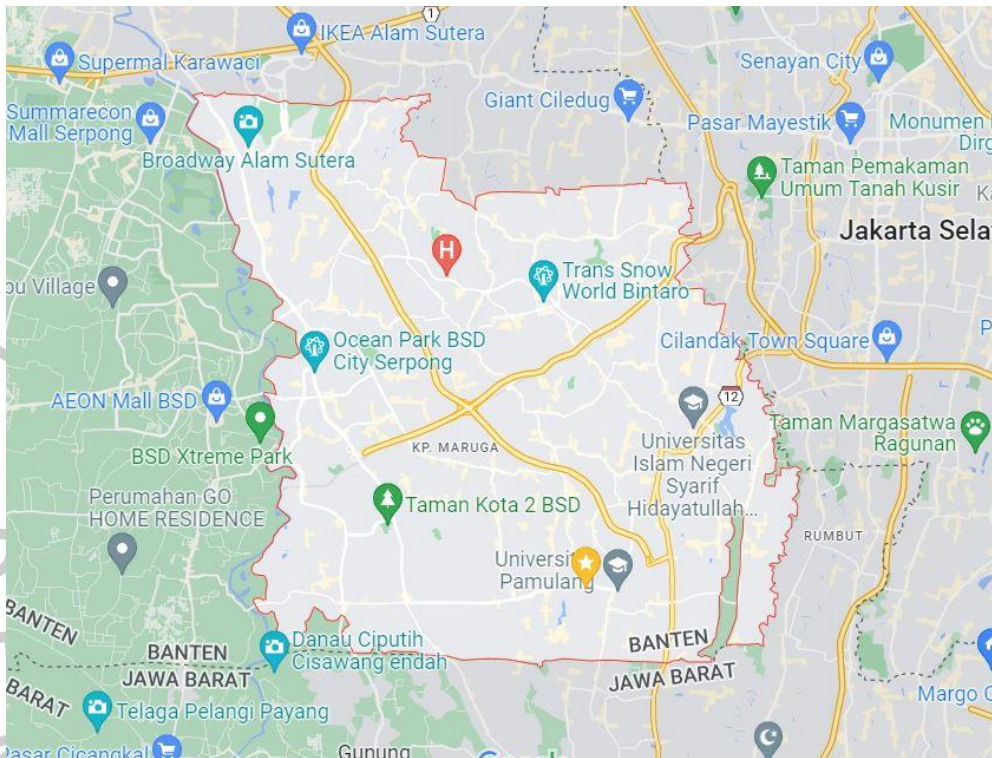 1
IKEA Alam Sutera
Supermal Karawaci
Senayan City
Summarecon
Mall Serpong
Giant Ciledug
Pasar Mayestik
Monumen
Dirg
Broadway Alam Sutera
Taman Pemakaman
Umum Tanah Kusir
Ka
Jakarta Selat
H
Trans Snow
World Bintaro
bu Village
Ocean Park BSD
City Serpong
Cilandak Town Square
P
AEON Mall BSD
12
BSD Xtreme Park
KP. MARUGA
Universitas
Islam Negeri
Syarif
Hidayatullah...
Taman Margasatwa
Ragunan
Perumahan GO
HOME RESIDENCE
Taman Kota 2 BSD
RUMBUT
Pamulang
BANTEN
BARAT
BANTEN
JAWA BARAT
Danau Ciputih
Cisawang endah
BANTEN
JAWA BARAT
Telaga Pelangi Payang
Margo C
Pasar Cicangkal
Gunung